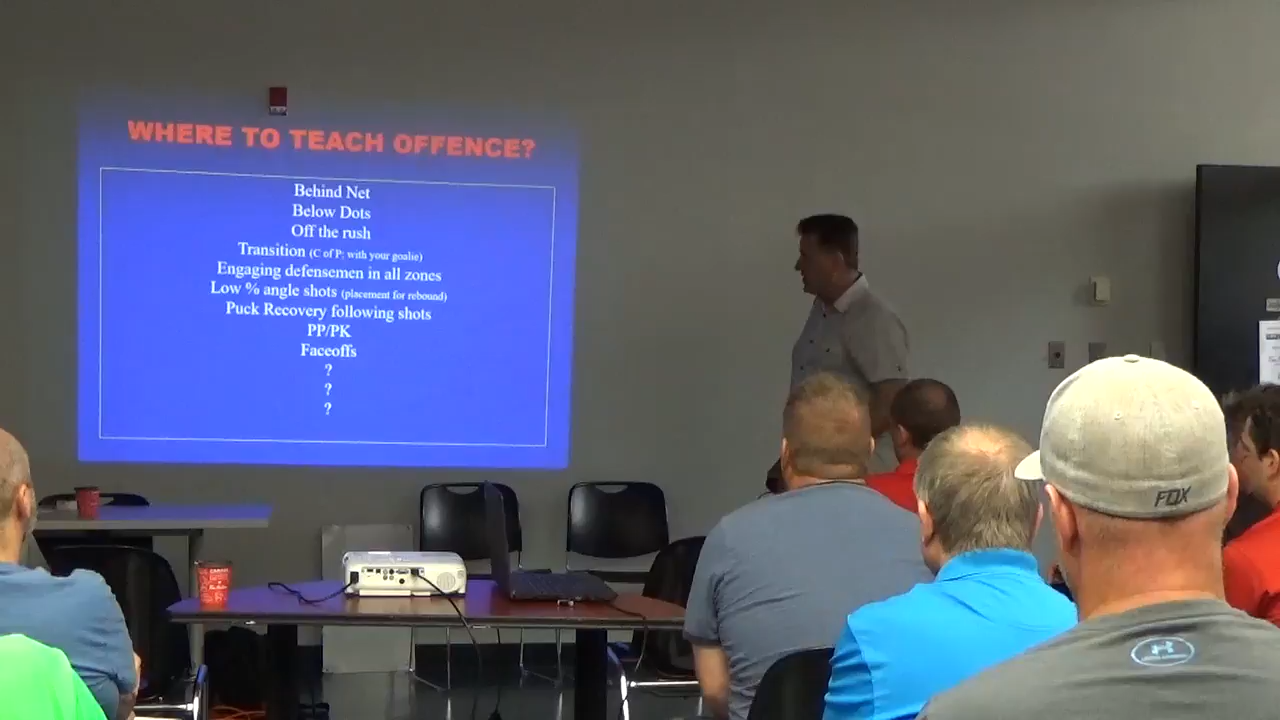 WHERE TO TEACH OFFENCE?
Behind Net
Below Dots
Off the rush
Transition (C of P; with your goalie)
Engaging defensemen in all zones
Low % angle shots (placement for rebound)
Puck Recovery following shots
PP/PK
Faceoffs
?
?
?
FOX